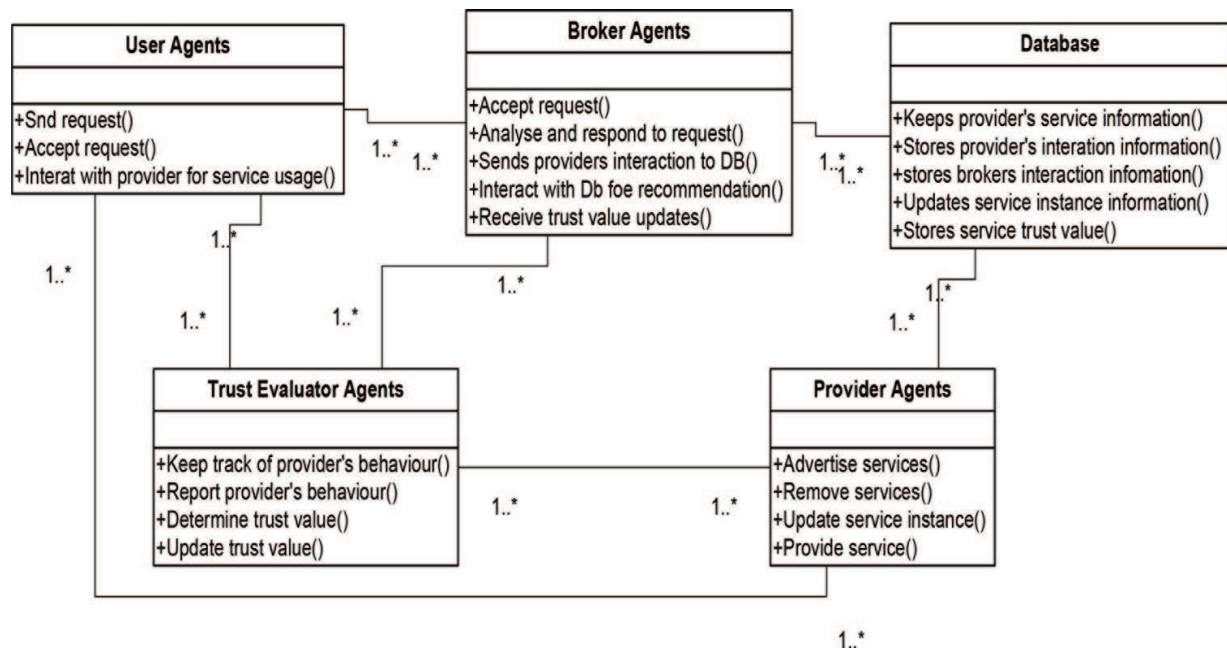 User Agents
+Snd request()
+Accept request()
+Interat with provider for service usage()
Broker Agents
+Accept request()
+Analyse and respond to request()
+Sends providers interaction to DB()
+Interact with Db foe recommendation()
+Receive trust value updates()
Database
+Keeps provider's service information()
+Stores provider's interation information()
+stores brokers interaction infomation()
+Updates service instance information()
+Stores service trust value()
1..*
1..*
1..*
1..*
1..*
1..*
1..*
1..*
1..*
1..*
1..*
1..*
Trust Evaluator Agents
+Keep track of provider's behaviour()
+Report provider's behaviour()
+Determine trust value()
+Update trust value()
Provider Agents
+Advertise services()
+Remove services()
+Update service instance()
+Provide service()
1..*
1..*
1..*